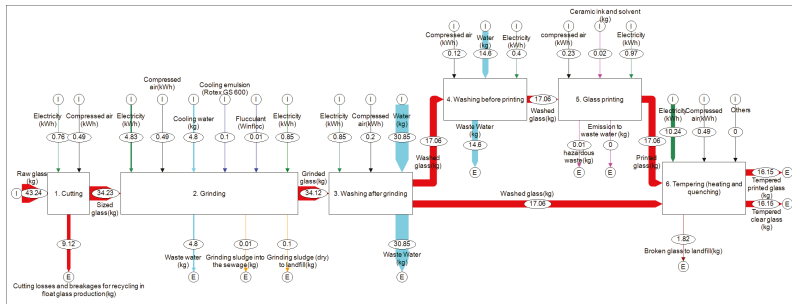 Ceramic ink and solvent
(kg)
I I I I I I
Compressed air
(kWh)
Water
(kg)
Electricity
(kWh)
compressed air
(kWh)
Electricity
(kWh)
0.12 14.6 0.4 0.23 0.02 0.97
4. Washing before printing
17.06
Washed
glass(kg)
5. Glass printing
Waste Water
(kg)
14.6
E
0.01
hazardous
waste(kg)
E
Emission to
waste water(kg)
0
E
I I I I I I I I I I I
Electricity
(kWh)
Compressed air
(kWh)
Electricity
(kWh)
Compressed
air(kWh)
Cooling water
(kg)
Cooling emulsion
(Rotex GS 600)
Flucculant
(Winfloc)
Electricity
(kWh)
Electricity
(kWh)
Compressed
air(kWh)
Water
(kg)
0.76 0.49 4.83 0.49 4.8 0.1 0.01 0.85 0.85 0.2 30.85
17.06
Washed
glass(kg)
17.06
Printed
glass(kg)
I I I
Electricity
(kWh)
Compressed
air(kWh)
Others
10.24 0.49 0
Raw glass
(kg)
I 43.24
1. Cutting
34.23
Sized
glass(kg)
2. Grinding
Grinded
glass(kg)
34.12
3. Washing after grinding
Washed glass(kg)
17.06
6. Tempering (heating and
quenching)
16.15 E
Tempered
printed glass
(kg)
16.15 E
Tempered
clear glass
(kg)
9.12
E
Cutting losses and breakages for recycling in
float glass production(kg)
4.8
Waste water
(kg)
E
0.01
Grinding sludge into
the sewage(kg)
E
0.1
Grinding sludge (dry)
to landfill(kg)
E
30.85
Waste Water
(kg)
E
1.82
Broken glass to landfill(kg)
E